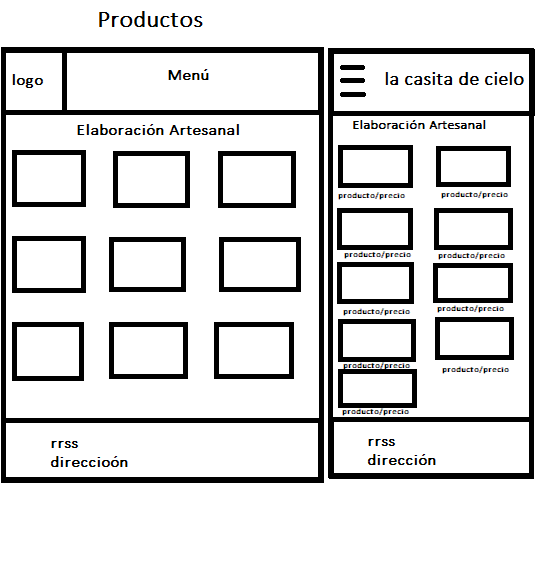 Productos
logo
Menú
Elaboración Artesanal
rrss
direccioón
la casita de cielo
Elaboración Artesanal
producto/precio
producto/precio
producto/precio
producto/precio
producto/precio
producto/precio
producto/precio
producto/precio
producto/precio
rrss
dirección